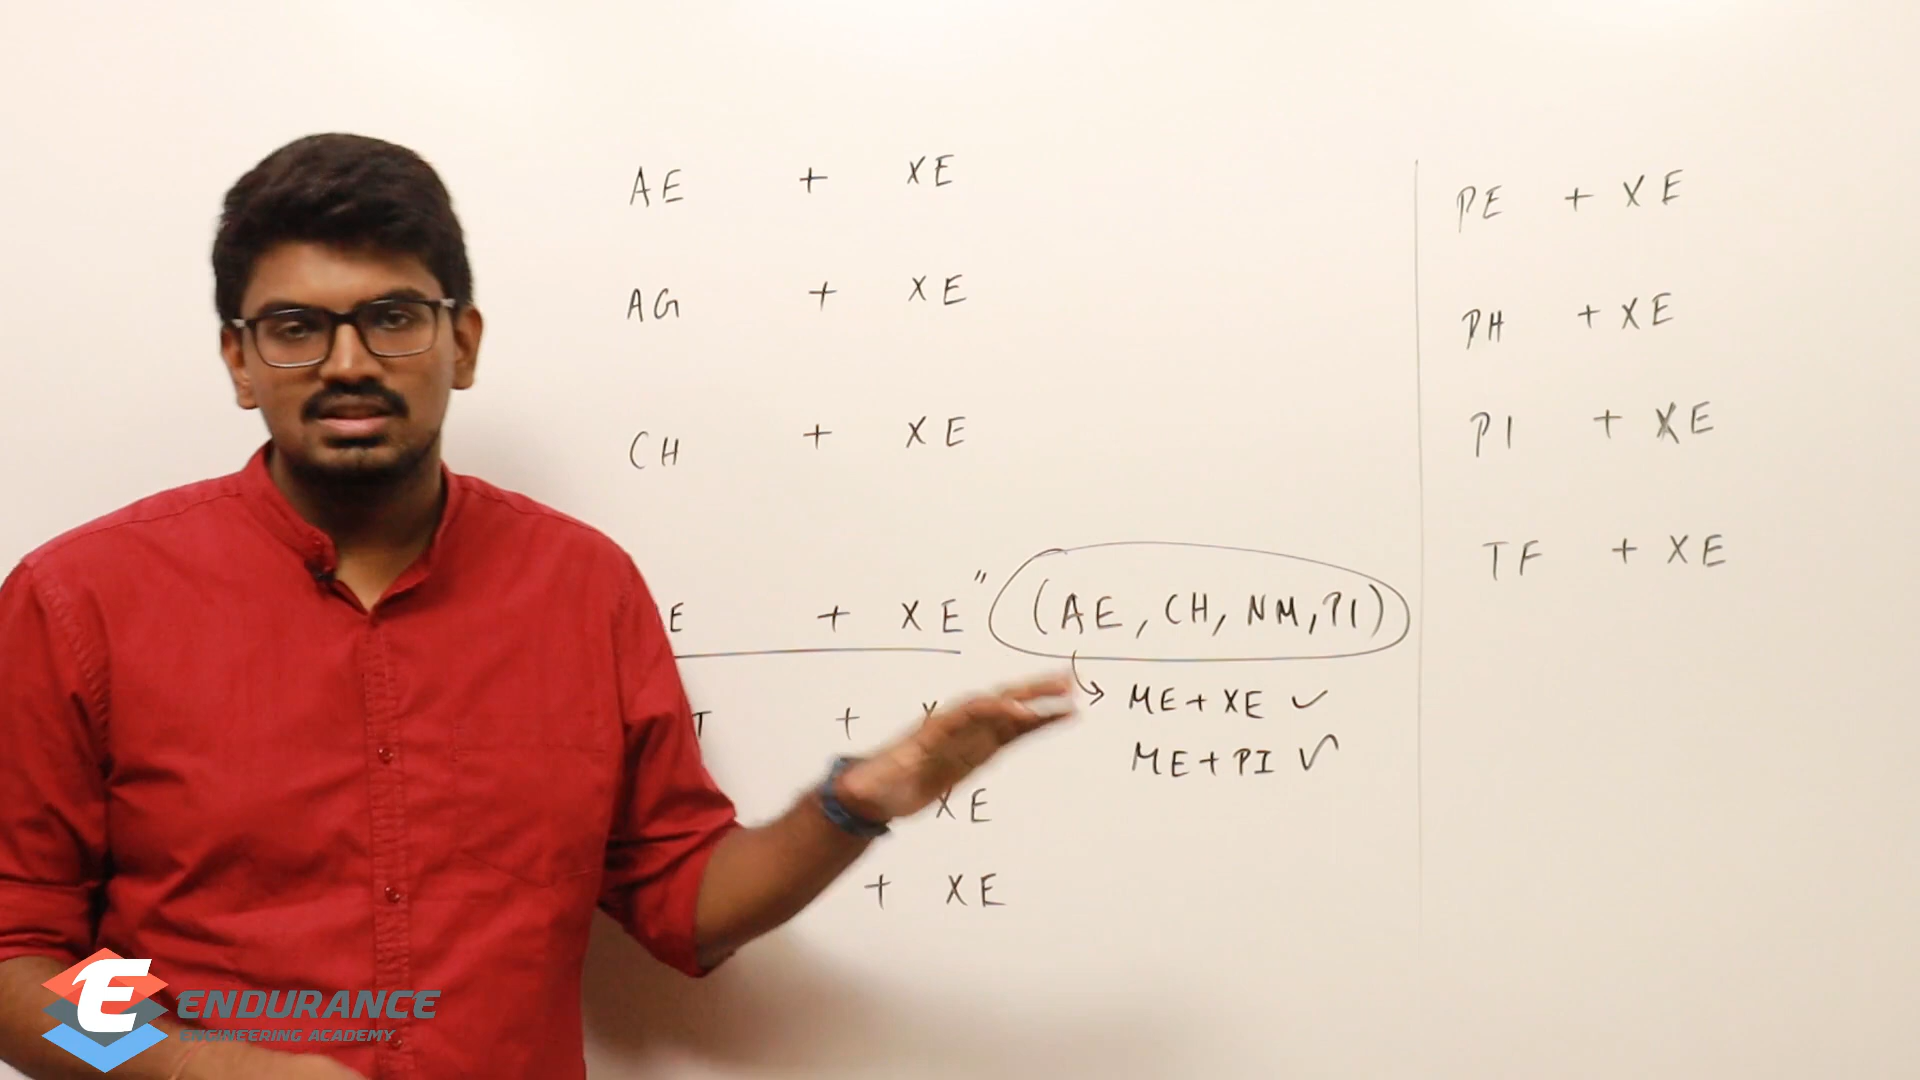 AE + XE
AG + XE
CH + XE
E + XE" (AE, CH, NM, PI)
T + X
ME + XE ✓
ME + PI ✓
XE
+ XE
PE + XE
PH + XE
PI + XE
TF + XE
ENDURANCE
ENGINEERING ACADEMY